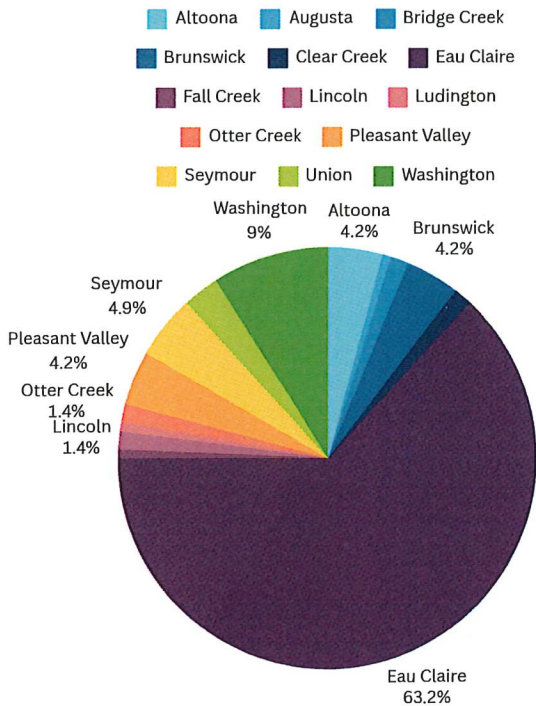 Altoona Augusta Bridge Creek
Brunswick Clear Creek Eau Claire
Fall Creek Lincoln Ludington
Otter Creek Pleasant Valley
Seymour Union Washington
Washington
9%
Altoona
4.2%
Brunswick
4.2%
Seymour
4.9%
Pleasant Valley
4.2%
Otter Creek
1.4%
Lincoln
1.4%
Eau Claire
63.2%